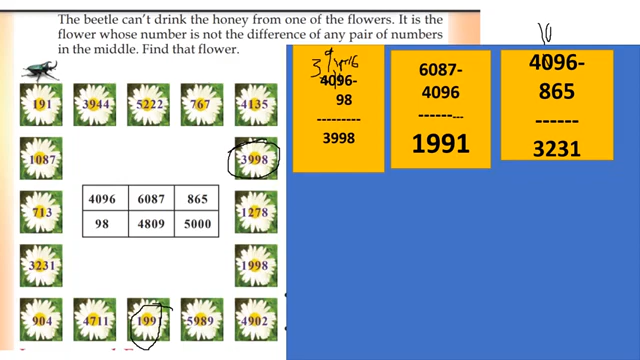 The beetle can't drink the honey from one of the flowers. It is the
flower whose number is not the difference of any pair of numbers
in the middle. Find that flower.
191 3944 5222 767 4135
1087 3998
4096 6087 865
713 1278
98 4809 5000
3231 1998
904 4711 1991 5989 4902
4096-
98
---------
3998
6087-
4096
---------
1991
10
4096-
865
------
3231